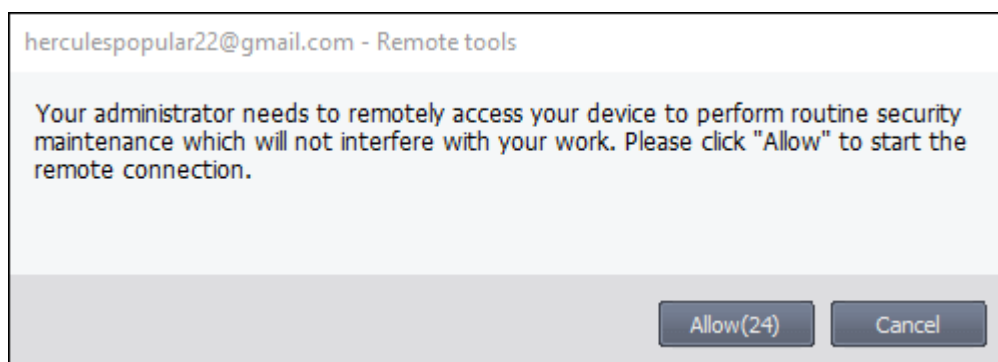 herculespopular22@gmail.com - Remote tools
Your administrator needs to remotely access your device to perform routine security
maintenance which will not interfere with your work. Please click "Allow" to start the
remote connection.
Allow(24)
Cancel